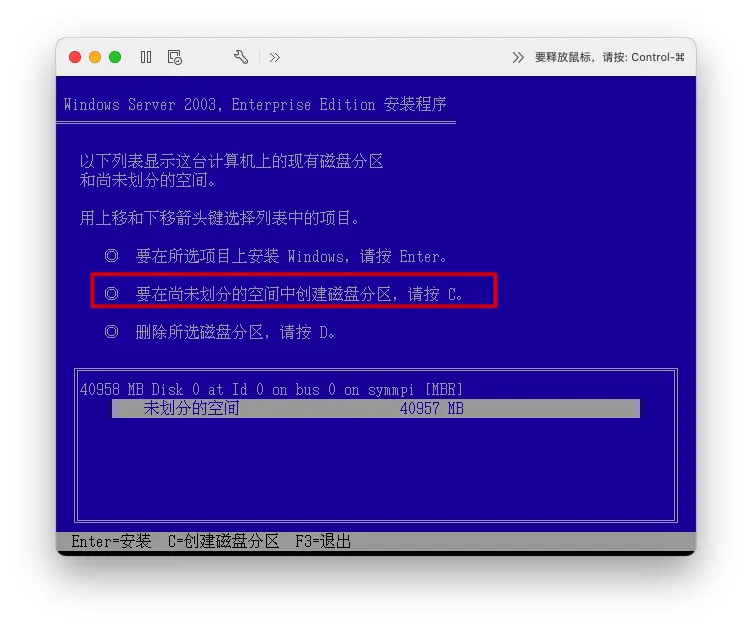 要释放鼠标，请按: Control-⌘
Windows Server 2003, Enterprise Edition 安装程序
以下列表显示这台计算机上的现有磁盘分区
和尚未划分的空间。
用上移和下移箭头键选择列表中的项目。
◎ 要在所选项目上安装 Windows，请按 Enter。
◎ 要在尚未划分的空间中创建磁盘分区，请按 C。
◎ 删除所选磁盘分区，请按 D。
40958 MB Disk 0 at Id 0 on bus 0 on symmpi [MBR]
未划分的空间 40957 MB
Enter=安装 C=创建磁盘分区 F3=退出